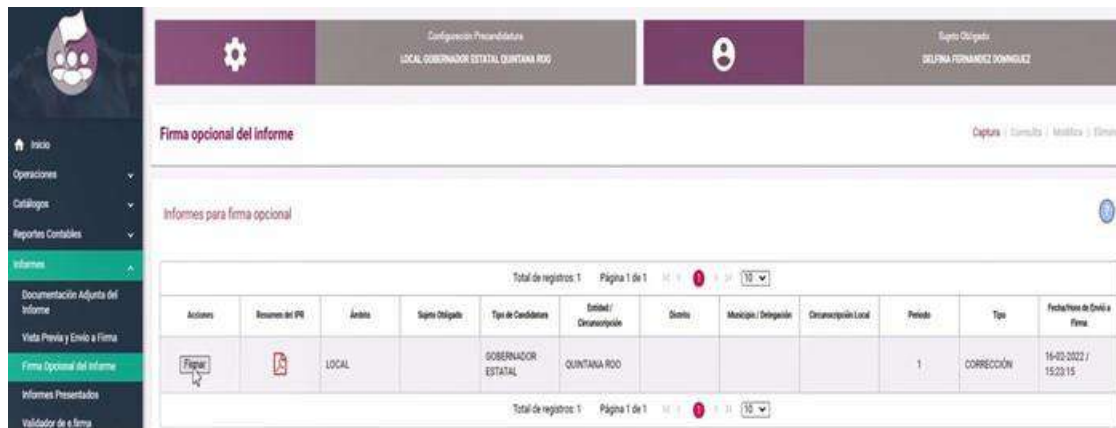 Configuración Precandidatura
LOCAL GOBERNADOR ESTATAL QUINTANA ROO
Sujeto Obligado
DELFINA FERNANDEZ DOMINGUEZ
Inicio
Operaciones
Catálogos
Reportes Contables
Informes
Documentación Adjunta del
Informe
Vista Previa y Envío a Firma
Firma Opcional del Informe
Informes Presentados
Validador de e.firma
Firma opcional del informe
Captura | Consulta | Modifica |
Informes para firma opcional
Total de registros: 1 Página 1 de 1 1 10
Acciones Resumen del IPR Ámbito Sujeto Obligado Tipo de Candidatura Entidad / Circunscripción Distrito Municipio / Delegación Circunscripción Local Periodo Tipo Fecha/Hora de Envío a Firma
Firmar LOCAL GOBERNADOR ESTATAL QUINTANA ROO 1 CORRECCIÓN 16-02-2022 / 15:23:15
Total de registros: 1 Página 1 de 1 1 10